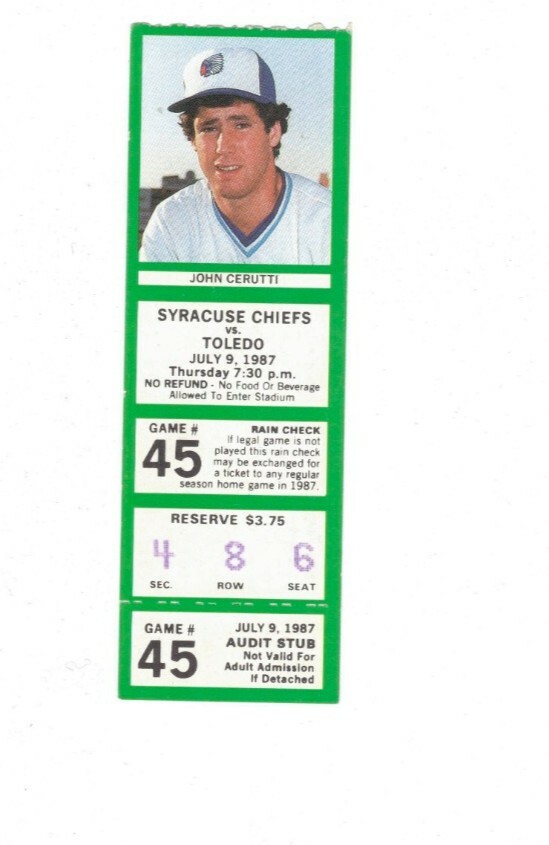 JOHN CERUTTI
SYRACUSE CHIEFS
vs.
TOLEDO
JULY 9, 1987
Thursday 7:30 p.m.
NO REFUND - No Food Or Beverage
Allowed To Enter Stadium
GAME #
45
RAIN CHECK
If legal game is not
played this rain check
may be exchanged for
a ticket to any regular
season home game in 1987.
RESERVE $3.75
4 8 6
SEC. ROW SEAT
GAME #
45
JULY 9, 1987
AUDIT STUB
Not Valid For
Adult Admission
If Detached